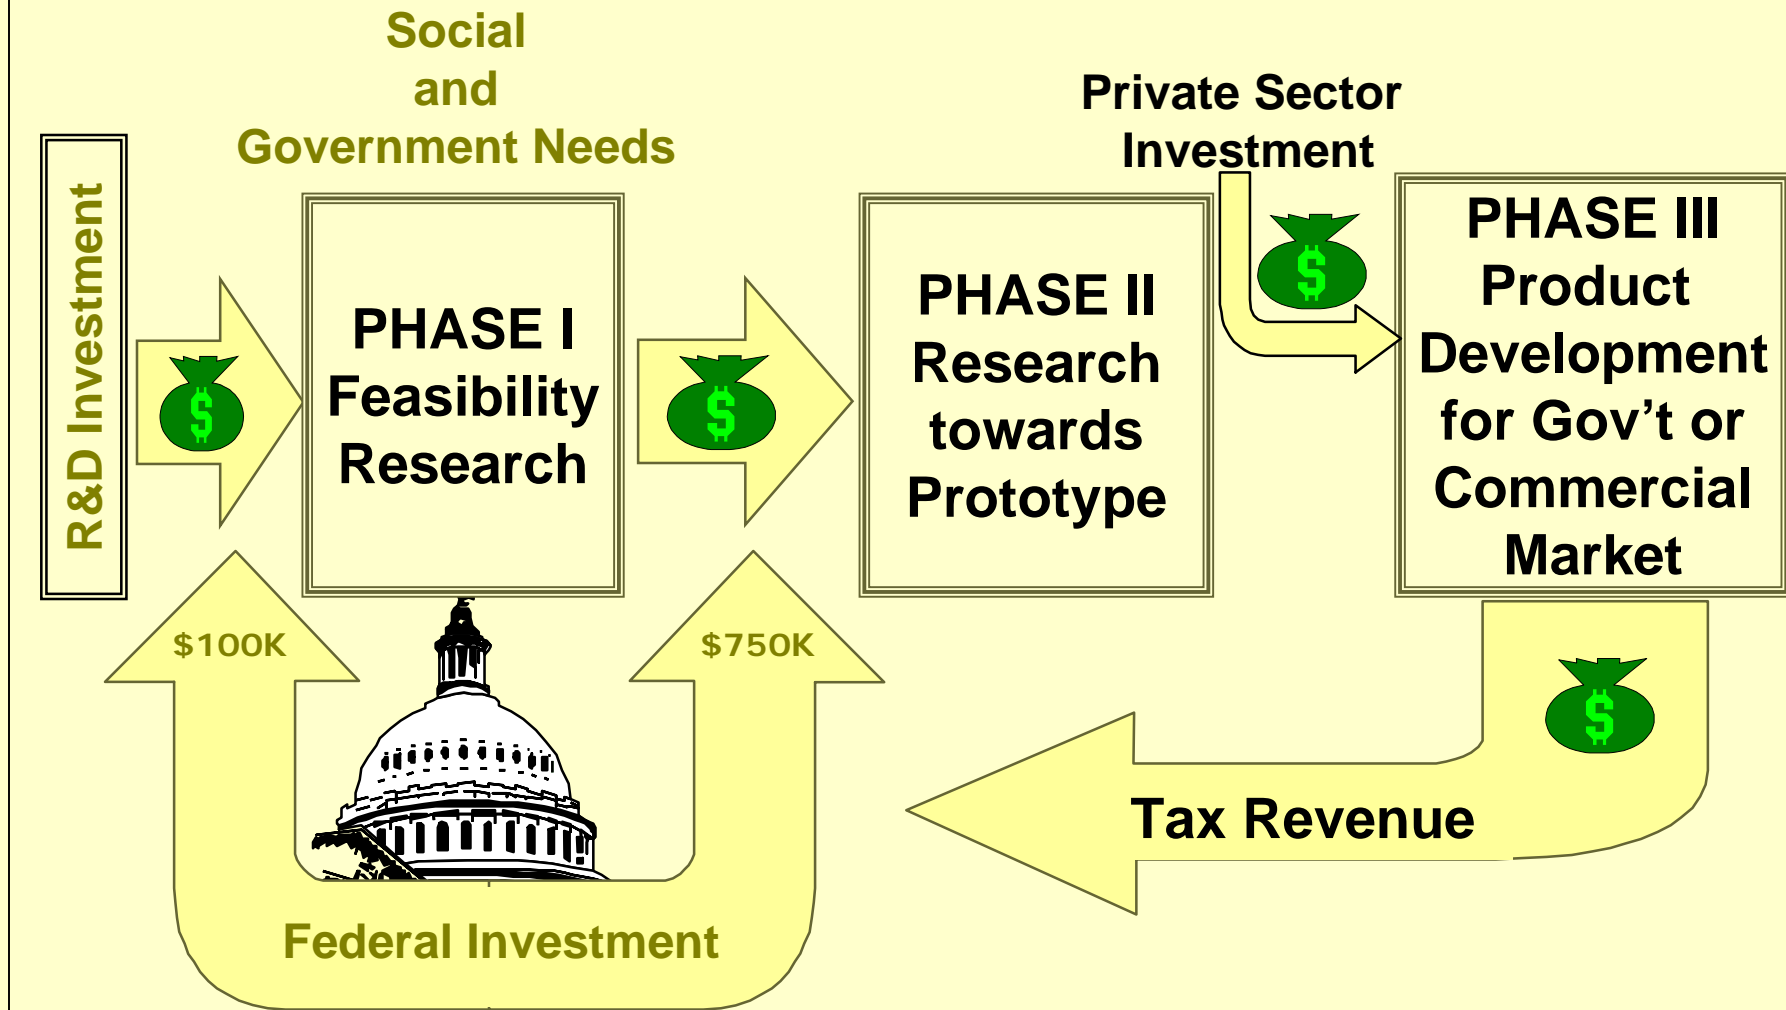 Social
and
Government Needs
Private Sector
Investment
R&D Investment
PHASE I
Feasibility
Research
PHASE II
Research
towards
Prototype
PHASE III
Product
Development
for Gov’t or
Commercial
Market
$
$
$
$100K
$750K
$
Tax Revenue
Federal Investment